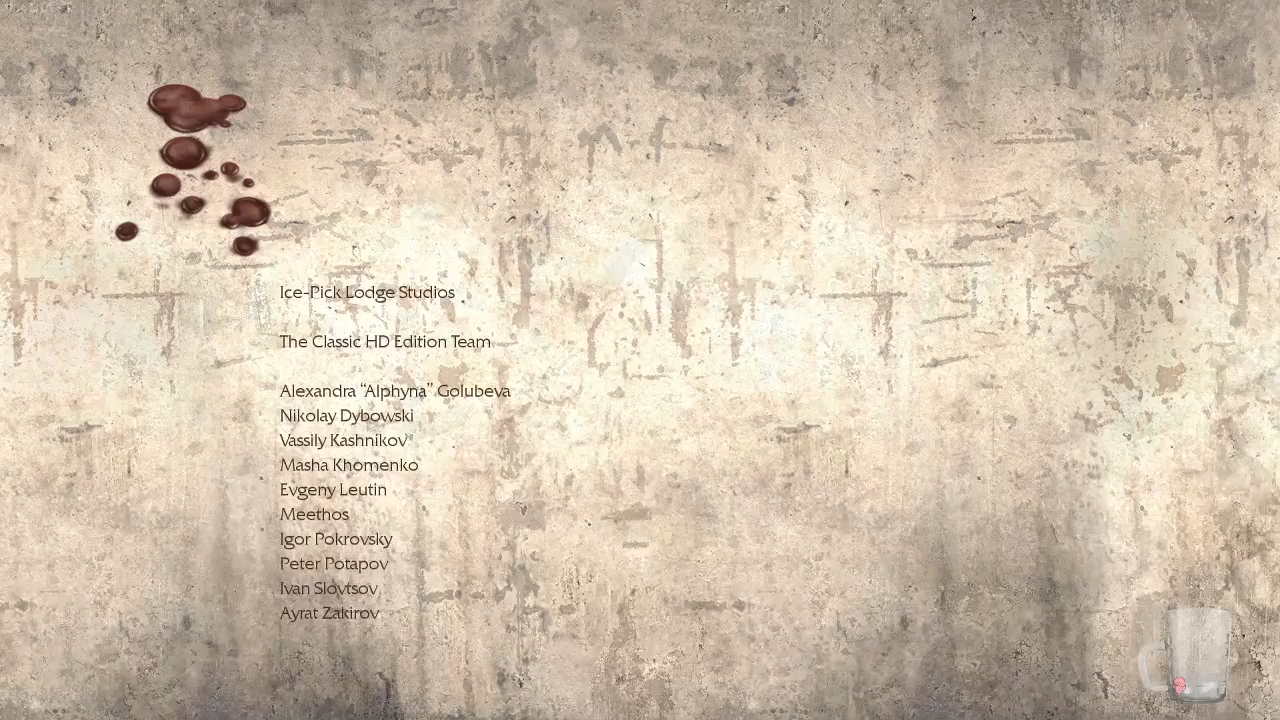 Ice-Pick Lodge Studios
The Classic HD Edition Team
Alexandra “Alphyna” Golubeva
Nikolay Dybowski
Vassily Kashnikov
Masha Khomenko
Evgeny Leutin
Meethos
Igor Pokrovsky
Peter Potapov
Ivan Slovtsov
Ayrat Zakirov